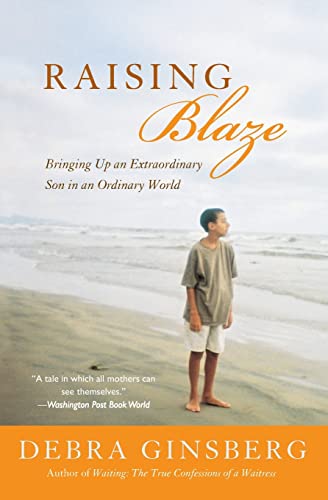 RAISING
Blaze
Bringing Up an Extraordinary
Son in an Ordinary World
“A tale in which all mothers can
see themselves.”
—Washington Post Book World
DEBRA GINSBERG
Author of Waiting: The True Confessions of a Waitress